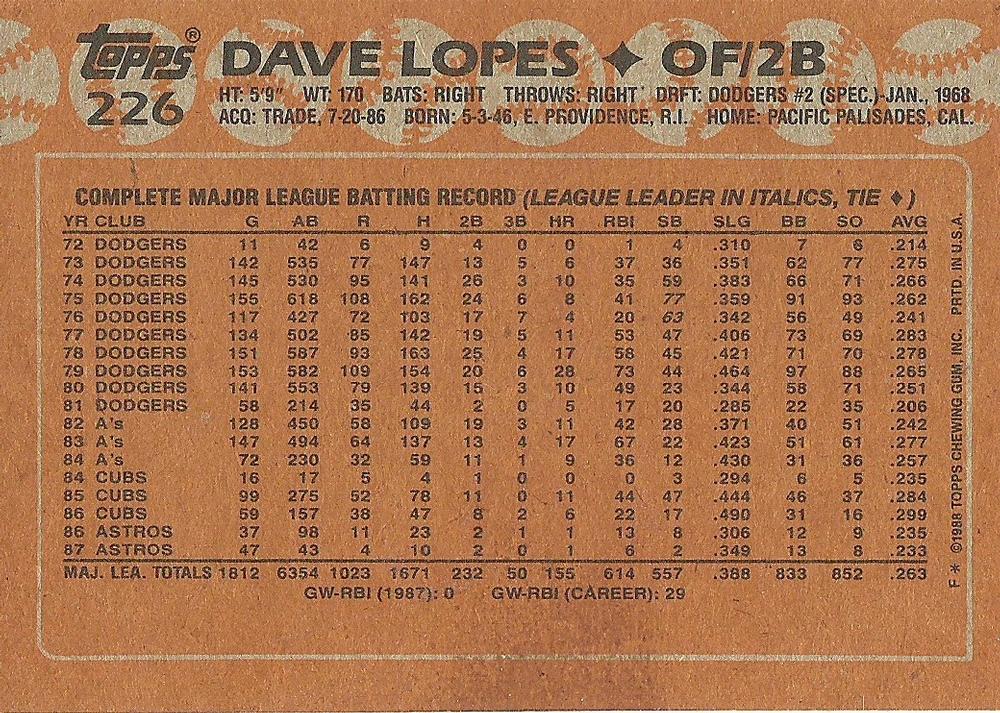 Topps® DAVE LOPES ✦ OF/2B
226 HT: 5'9" WT: 170 BATS: RIGHT THROWS: RIGHT DRFT: DODGERS #2 (SPEC.)-JAN., 1968
ACQ: TRADE, 7-20-86 BORN: 5-3-46, E. PROVIDENCE, R.I. HOME: PACIFIC PALISADES, CAL.
COMPLETE MAJOR LEAGUE BATTING RECORD (LEAGUE LEADER IN ITALICS, TIE ♦)
YR CLUB G AB R H 2B 3B HR RBI SB SLG BB SO AVG
72 DODGERS 11 42 6 9 4 0 0 1 4 .310 7 6 .214
73 DODGERS 142 535 77 147 13 5 6 37 36 .351 62 77 .275
74 DODGERS 145 530 95 141 26 3 10 35 59 .383 66 71 .266
75 DODGERS 155 618 108 162 24 6 8 41 77 .359 91 93 .262
76 DODGERS 117 427 72 103 17 7 4 20 63 .342 56 49 .241
77 DODGERS 134 502 85 142 19 5 11 53 47 .406 73 69 .283
78 DODGERS 151 587 93 163 25 4 17 58 45 .421 71 70 .278
79 DODGERS 153 582 109 154 20 6 28 73 44 .464 97 88 .265
80 DODGERS 141 553 79 139 15 3 10 49 23 .344 58 71 .251
81 DODGERS 58 214 35 44 2 0 5 17 20 .285 22 35 .206
82 A's 128 450 58 109 19 3 11 42 28 .371 40 51 .242
83 A's 147 494 64 137 13 4 17 67 22 .423 51 61 .277
84 A's 72 230 32 59 11 1 9 36 12 .430 31 36 .257
84 CUBS 16 17 5 4 1 0 0 0 3 .294 6 5 .235
85 CUBS 99 275 52 78 11 0 11 44 47 .444 46 37 .284
86 CUBS 59 157 38 47 8 2 6 22 17 .490 31 16 .299
86 ASTROS 37 98 11 23 2 1 1 13 8 .306 12 9 .235
87 ASTROS 47 43 4 10 2 0 1 6 2 .349 13 8 .233
MAJ. LEA. TOTALS 1812 6354 1023 1671 232 50 155 614 557 .388 833 852 .263
GW-RBI (1987): 0 GW-RBI (CAREER): 29
F * ©1988 TOPPS CHEWING GUM, INC. PRTD. IN U.S.A.